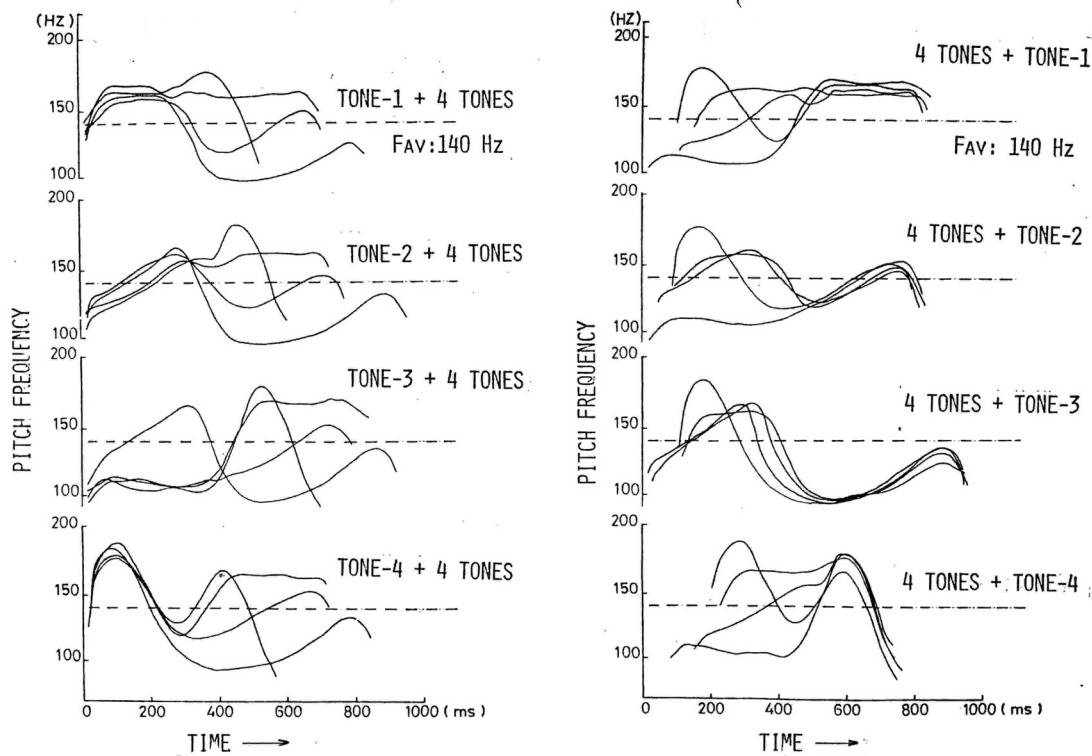 (HZ)
200
150
100
TONE-1 + 4 TONES
FAV:140 Hz
200
150
100
TONE-2 + 4 TONES
200
150
100
TONE-3 + 4 TONES
200
150
100
TONE-4 + 4 TONES
PITCH FREQUENCY
0 200 400 600 800 1000 (ms)
TIME
(HZ)
200
150
100
4 TONES + TONE-1
FAV: 140 Hz
200
150
100
4 TONES + TONE-2
200
150
100
4 TONES + TONE-3
200
150
100
4 TONES + TONE-4
PITCH FREQUENCY
0 200 400 600 800 1000 (ms)
TIME